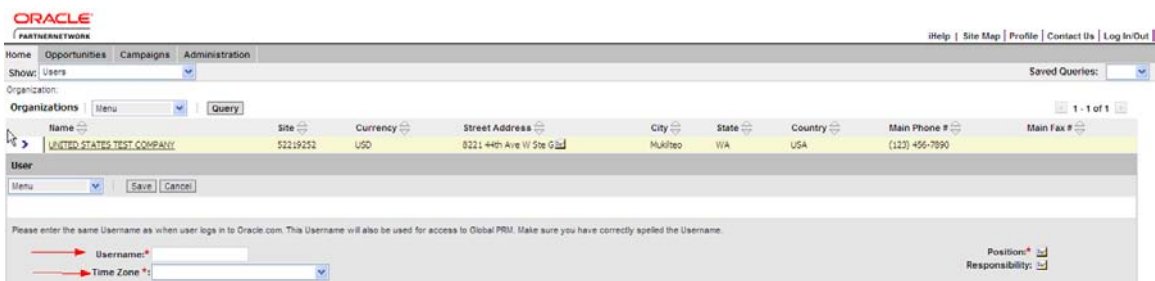 ORACLE
PARTNERNETWORK
iHelp | Site Map | Profile | Contact Us | Log In/Out
Home Opportunities Campaigns Administration
Show: Users Saved Queries:
Organization:
Organizations Menu Query 1 - 1 of 1
Name Site Currency Street Address City State Country Main Phone # Main Fax #
UNITED STATES TEST COMPANY 52219252 USD 8221 44th Ave W Ste G Mukilteo WA USA (123) 456-7890
User
Menu Save Cancel
Please enter the same Username as when user logs in to Oracle.com. This Username will also be used for access to Global PRM. Make sure you have correctly spelled the Username.
Username:* Position:*
Time Zone *: Responsibility: